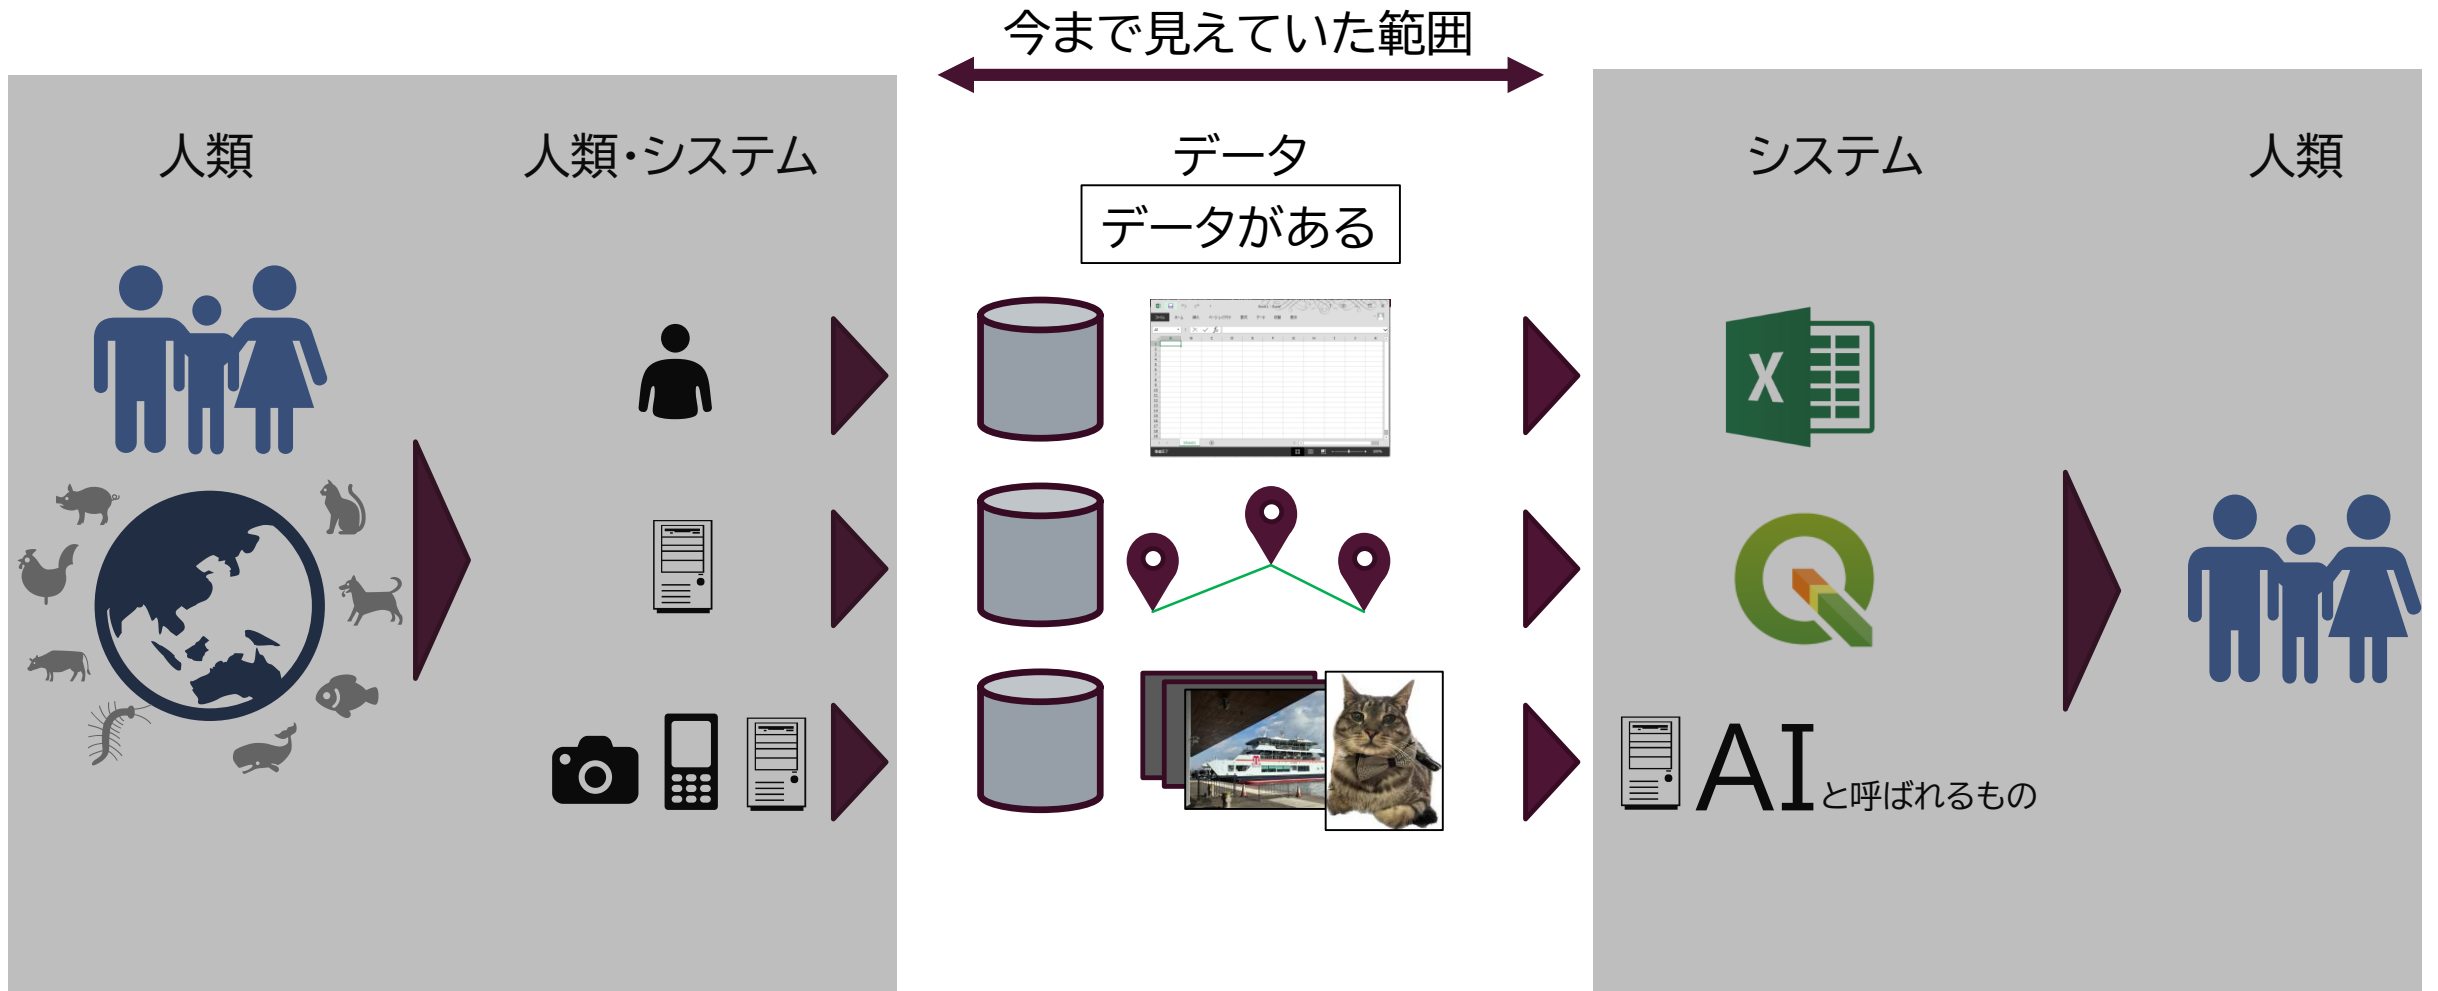 今まで見えていた範囲
人類
人類・システム
データ
システム
人類
データがある
X
AIと呼ばれるもの